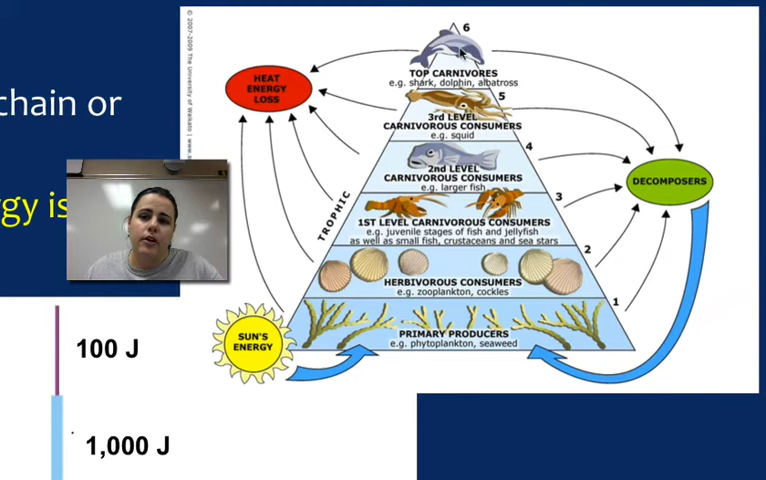 © 2007-2009 The University of Waikato | www.
chain or
gy is
6
TOP CARNIVORES
e.g. shark, dolphin, albatross
HEAT
ENERGY
LOSS
5
3rd LEVEL
CARNIVOROUS CONSUMERS
e.g. squid
4
2nd LEVEL
CARNIVOROUS CONSUMERS
e.g. larger fish
DECOMPOSERS
3
TROPHIC
1ST LEVEL CARNIVOROUS CONSUMERS
e.g. juvenile stages of fish and jellyfish
as well as small fish, crustaceans and sea stars
2
HERBIVOROUS CONSUMERS
e.g. zooplankton, cockles
1
SUN'S
ENERGY
PRIMARY PRODUCERS
e.g. phytoplankton, seaweed
100 J
1,000 J